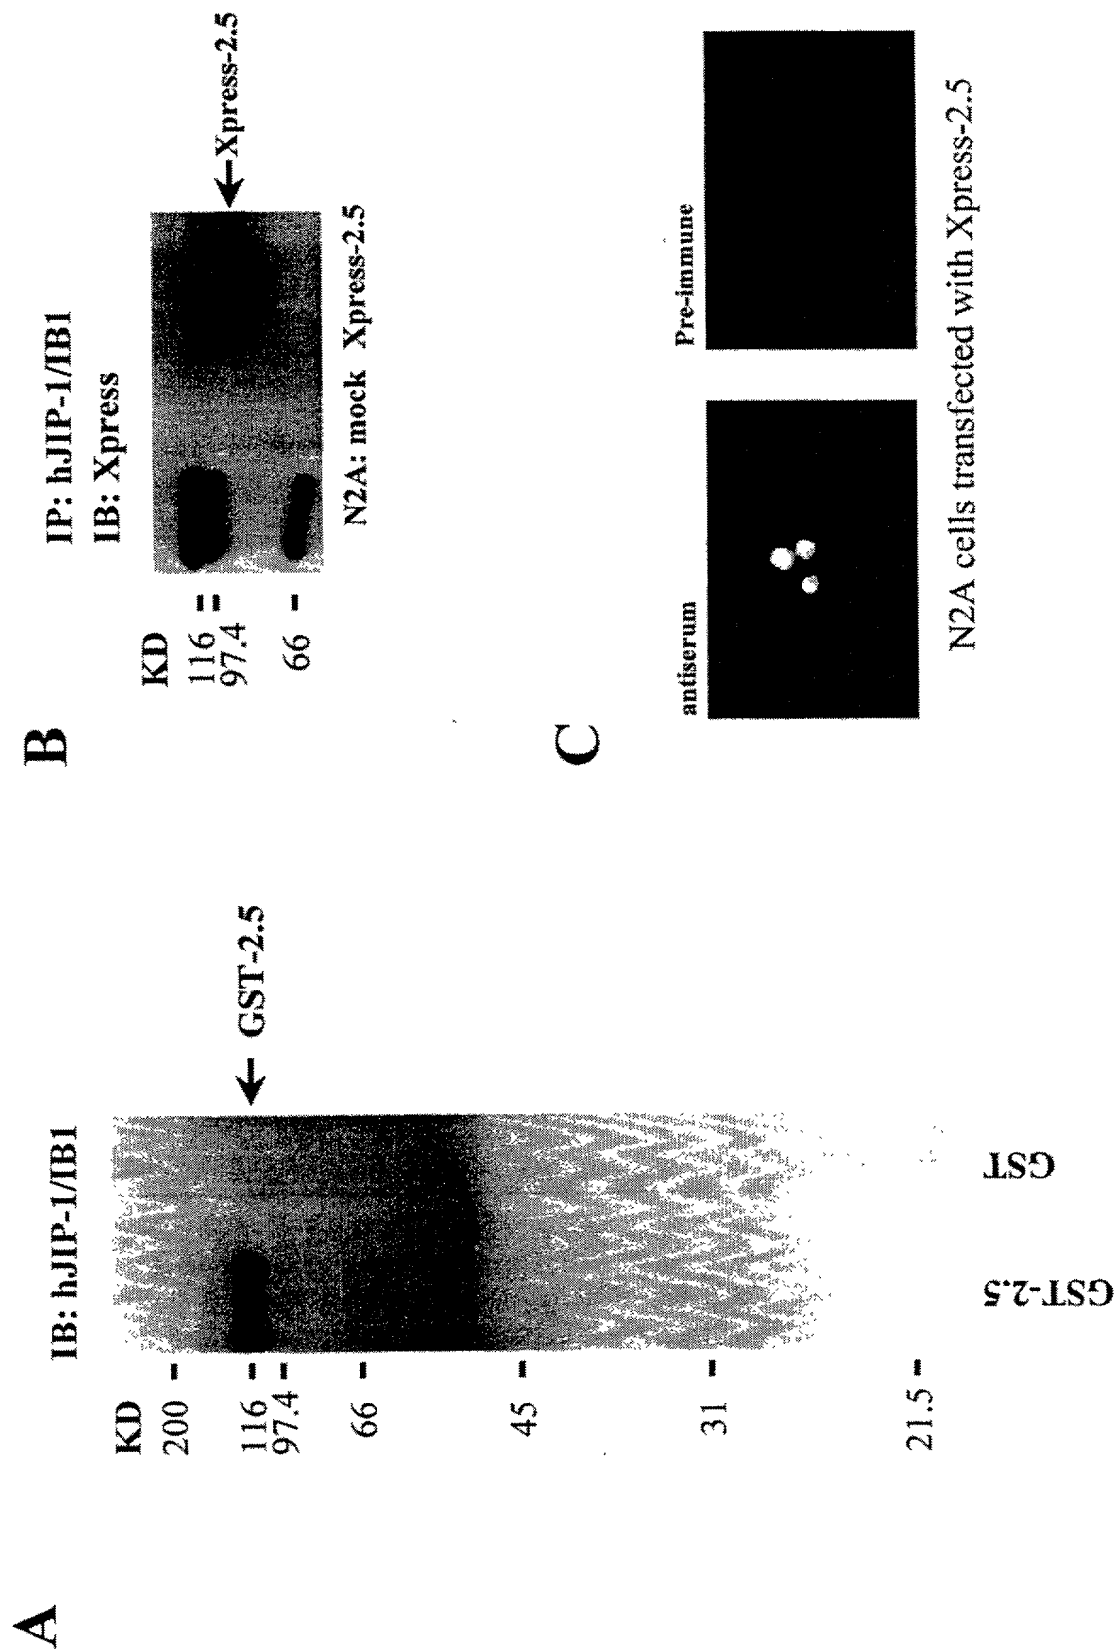 A
IB: hJIP-1/IB1
KD
200
116
97.4
66
45
31
21.5
GST-2.5
GST-2.5
GST
B
IP: hJIP-1/IB1
IB: Xpress
KD
116
97.4
66
Xpress-2.5
N2A: mock Xpress-2.5
C
antiserum
Pre-immune
N2A cells transfected with Xpress-2.5